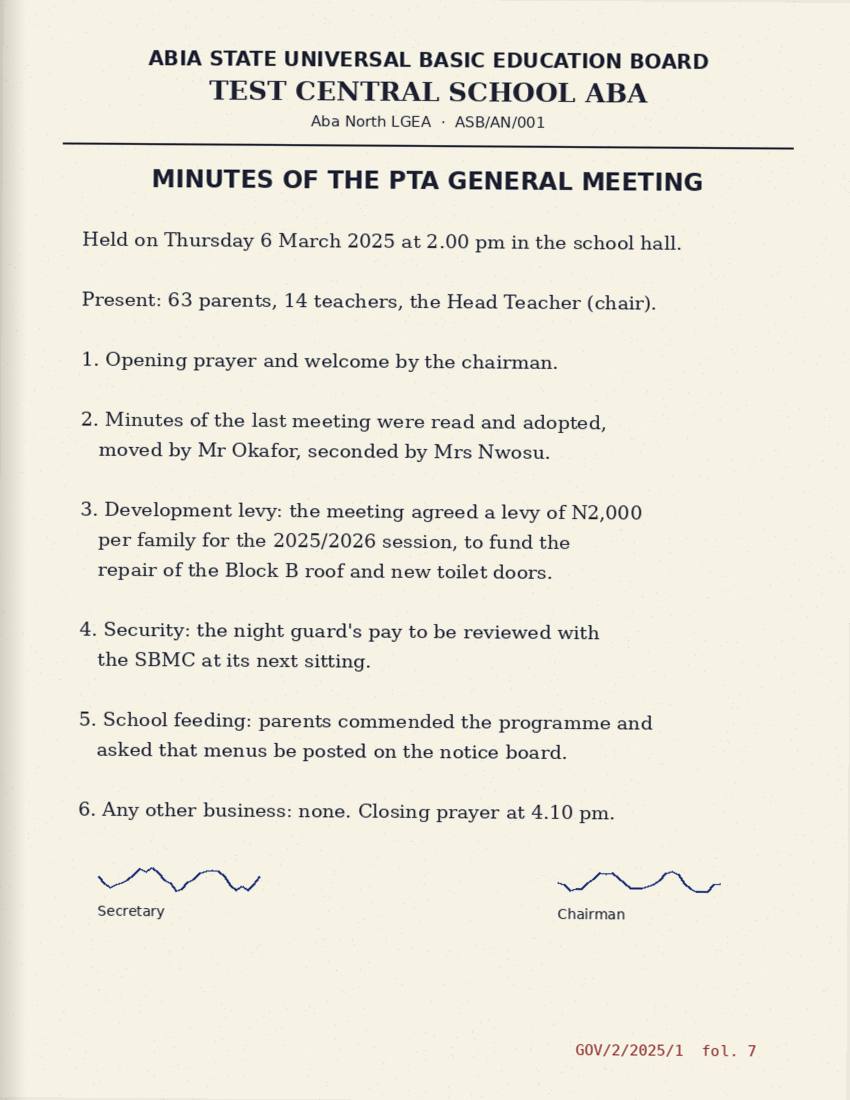 ABIA STATE UNIVERSAL BASIC EDUCATION BOARD
TEST CENTRAL SCHOOL ABA
Aba North LGEA · ASB/AN/001
MINUTES OF THE PTA GENERAL MEETING
Held on Thursday 6 March 2025 at 2.00 pm in the school hall.
Present: 63 parents, 14 teachers, the Head Teacher (chair).
1. Opening prayer and welcome by the chairman.
2. Minutes of the last meeting were read and adopted,
moved by Mr Okafor, seconded by Mrs Nwosu.
3. Development levy: the meeting agreed a levy of N2,000
per family for the 2025/2026 session, to fund the
repair of the Block B roof and new toilet doors.
4. Security: the night guard's pay to be reviewed with
the SBMC at its next sitting.
5. School feeding: parents commended the programme and
asked that menus be posted on the notice board.
6. Any other business: none. Closing prayer at 4.10 pm.
Secretary
Chairman
GOV/2/2025/1 fol. 7